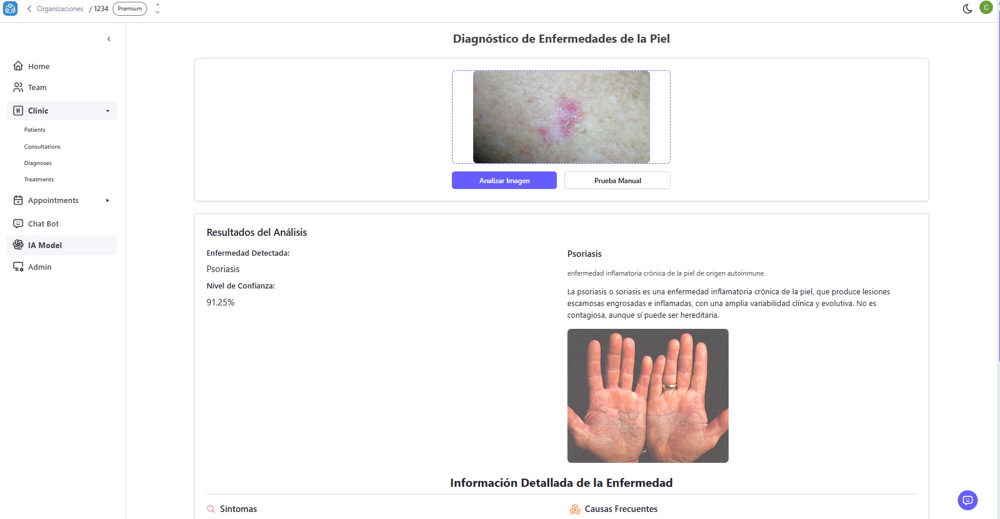 Organizaciones / 1234 Premium
C
Home
Team
Clinic
Patients
Consultations
Diagnoses
Treatments
Appointments
Chat Bot
IA Model
Admin
Diagnóstico de Enfermedades de la Piel
Analizar Imagen
Prueba Manual
Resultados del Análisis
Enfermedad Detectada:
Psoriasis
Nivel de Confianza:
91.25%
Psoriasis
enfermedad inflamatoria crónica de la piel de origen autoinmune
La psoriasis o soriasis es una enfermedad inflamatoria crónica de la piel, que produce lesiones
escamosas engrosadas e inflamadas, con una amplia variabilidad clínica y evolutiva. No es
contagiosa, aunque sí puede ser hereditaria.
Información Detallada de la Enfermedad
Síntomas
Causas Frecuentes